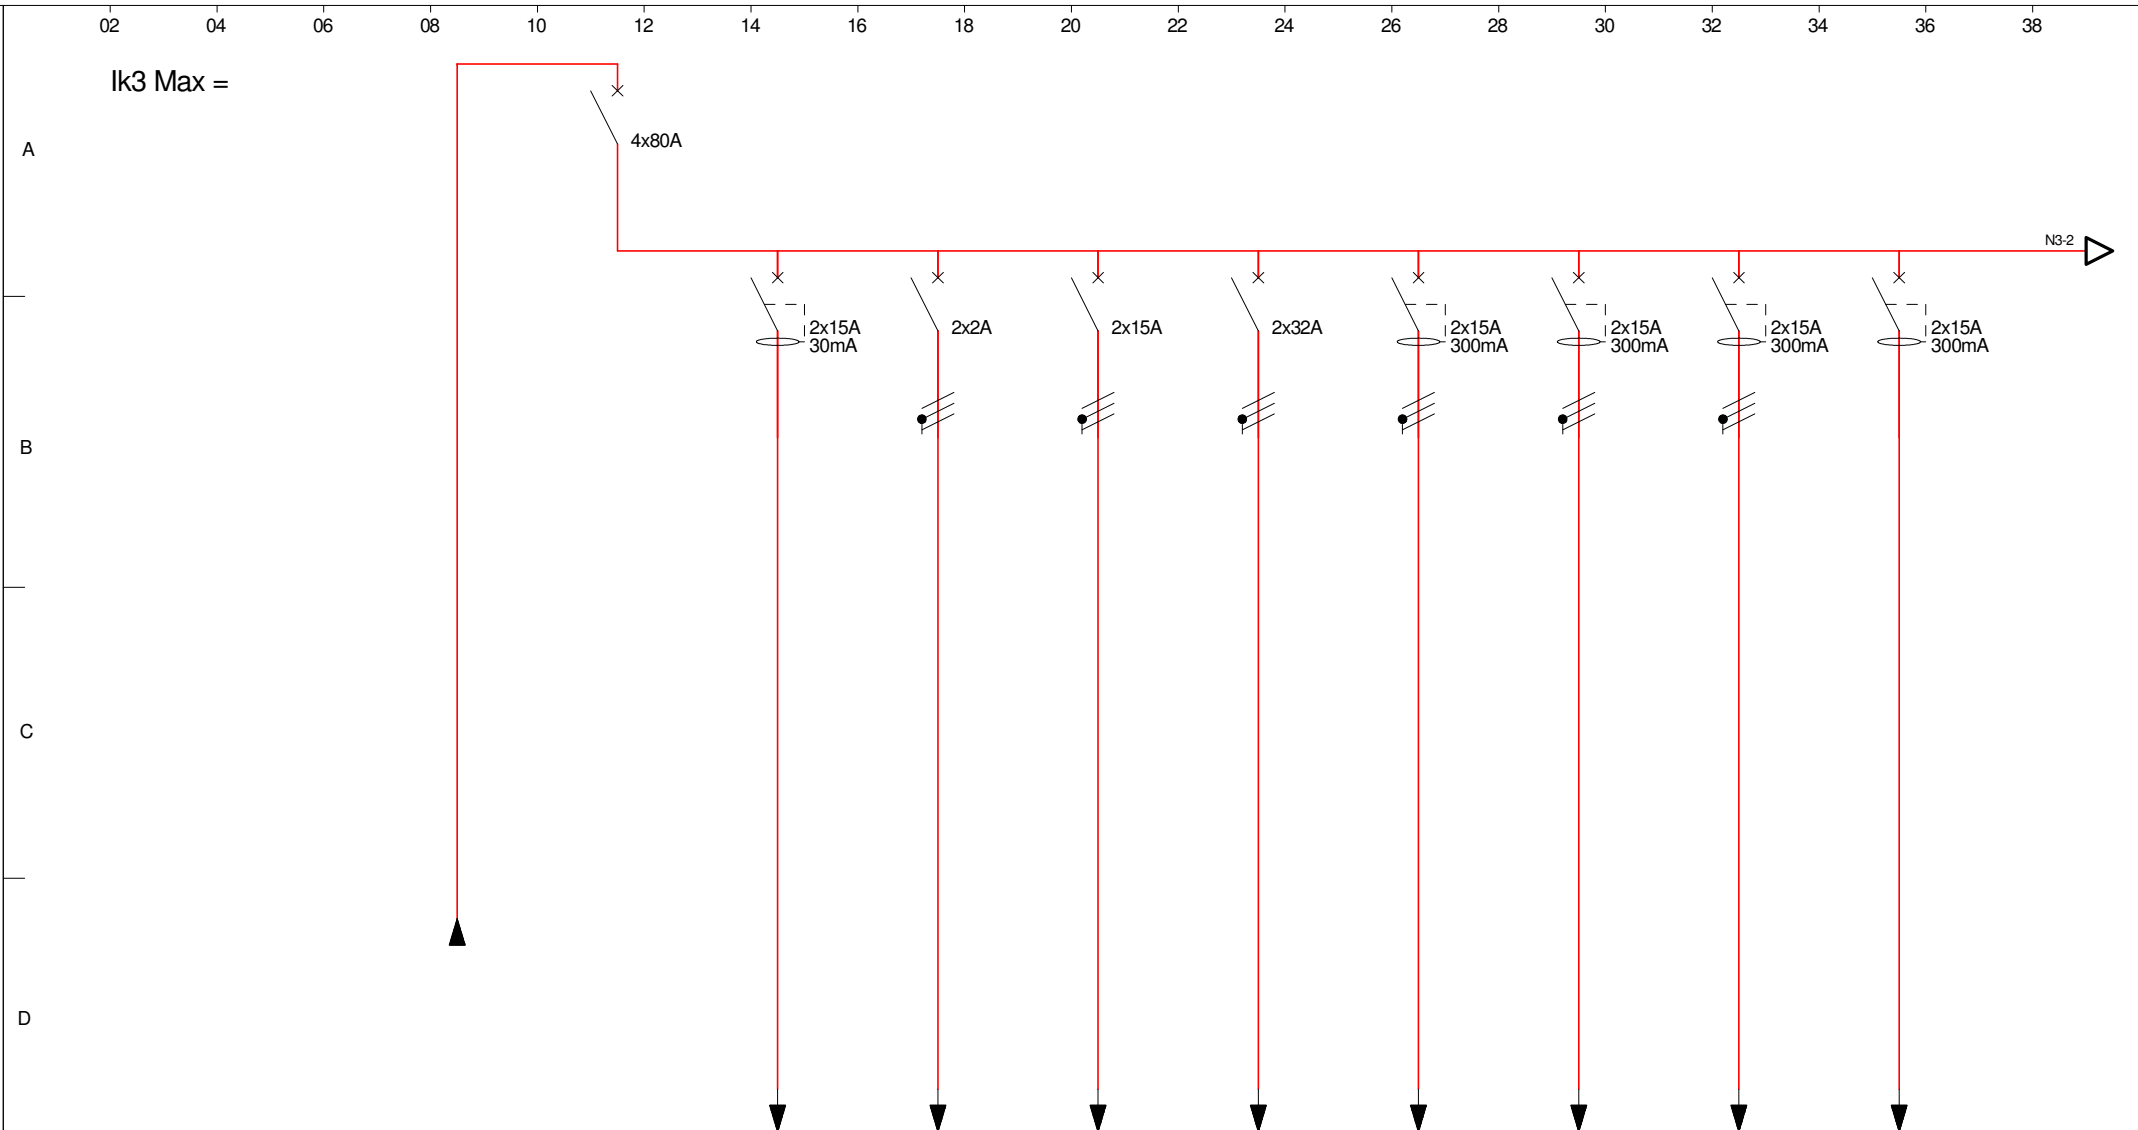 02 04 06 08 10 12 14 16 18 20 22 24 26 28 30 32 34 36 38
Ik3 Max =
4x80A
A
N3-2
2x15A 2x2A 2x15A 2x32A 2x15A 2x15A 2x15A 2x15A
30mA 300mA 300mA 300mA 300mA
B
C
D